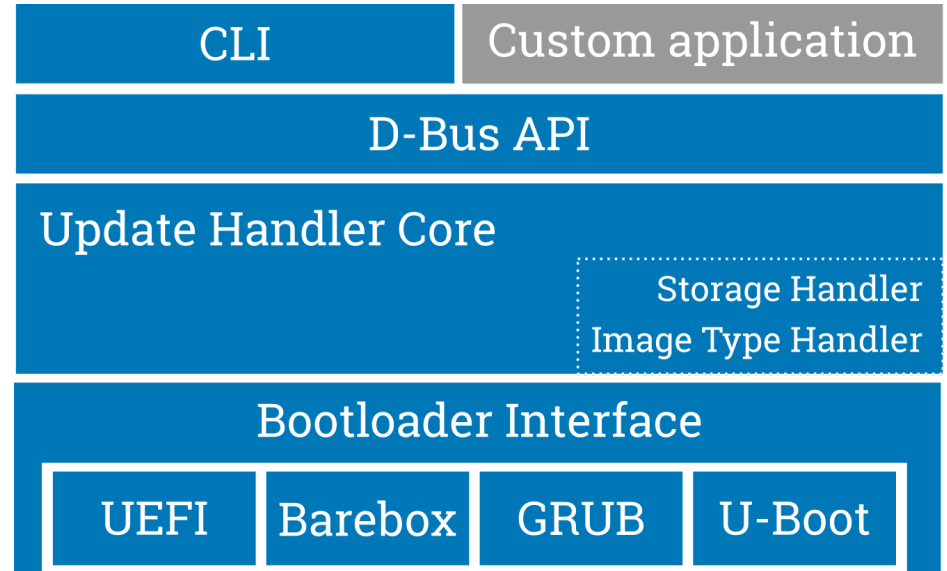 CLI
Custom application
D-Bus API
Update Handler Core
Storage Handler
Image Type Handler
Bootloader Interface
UEFI
Barebox
GRUB
U-Boot